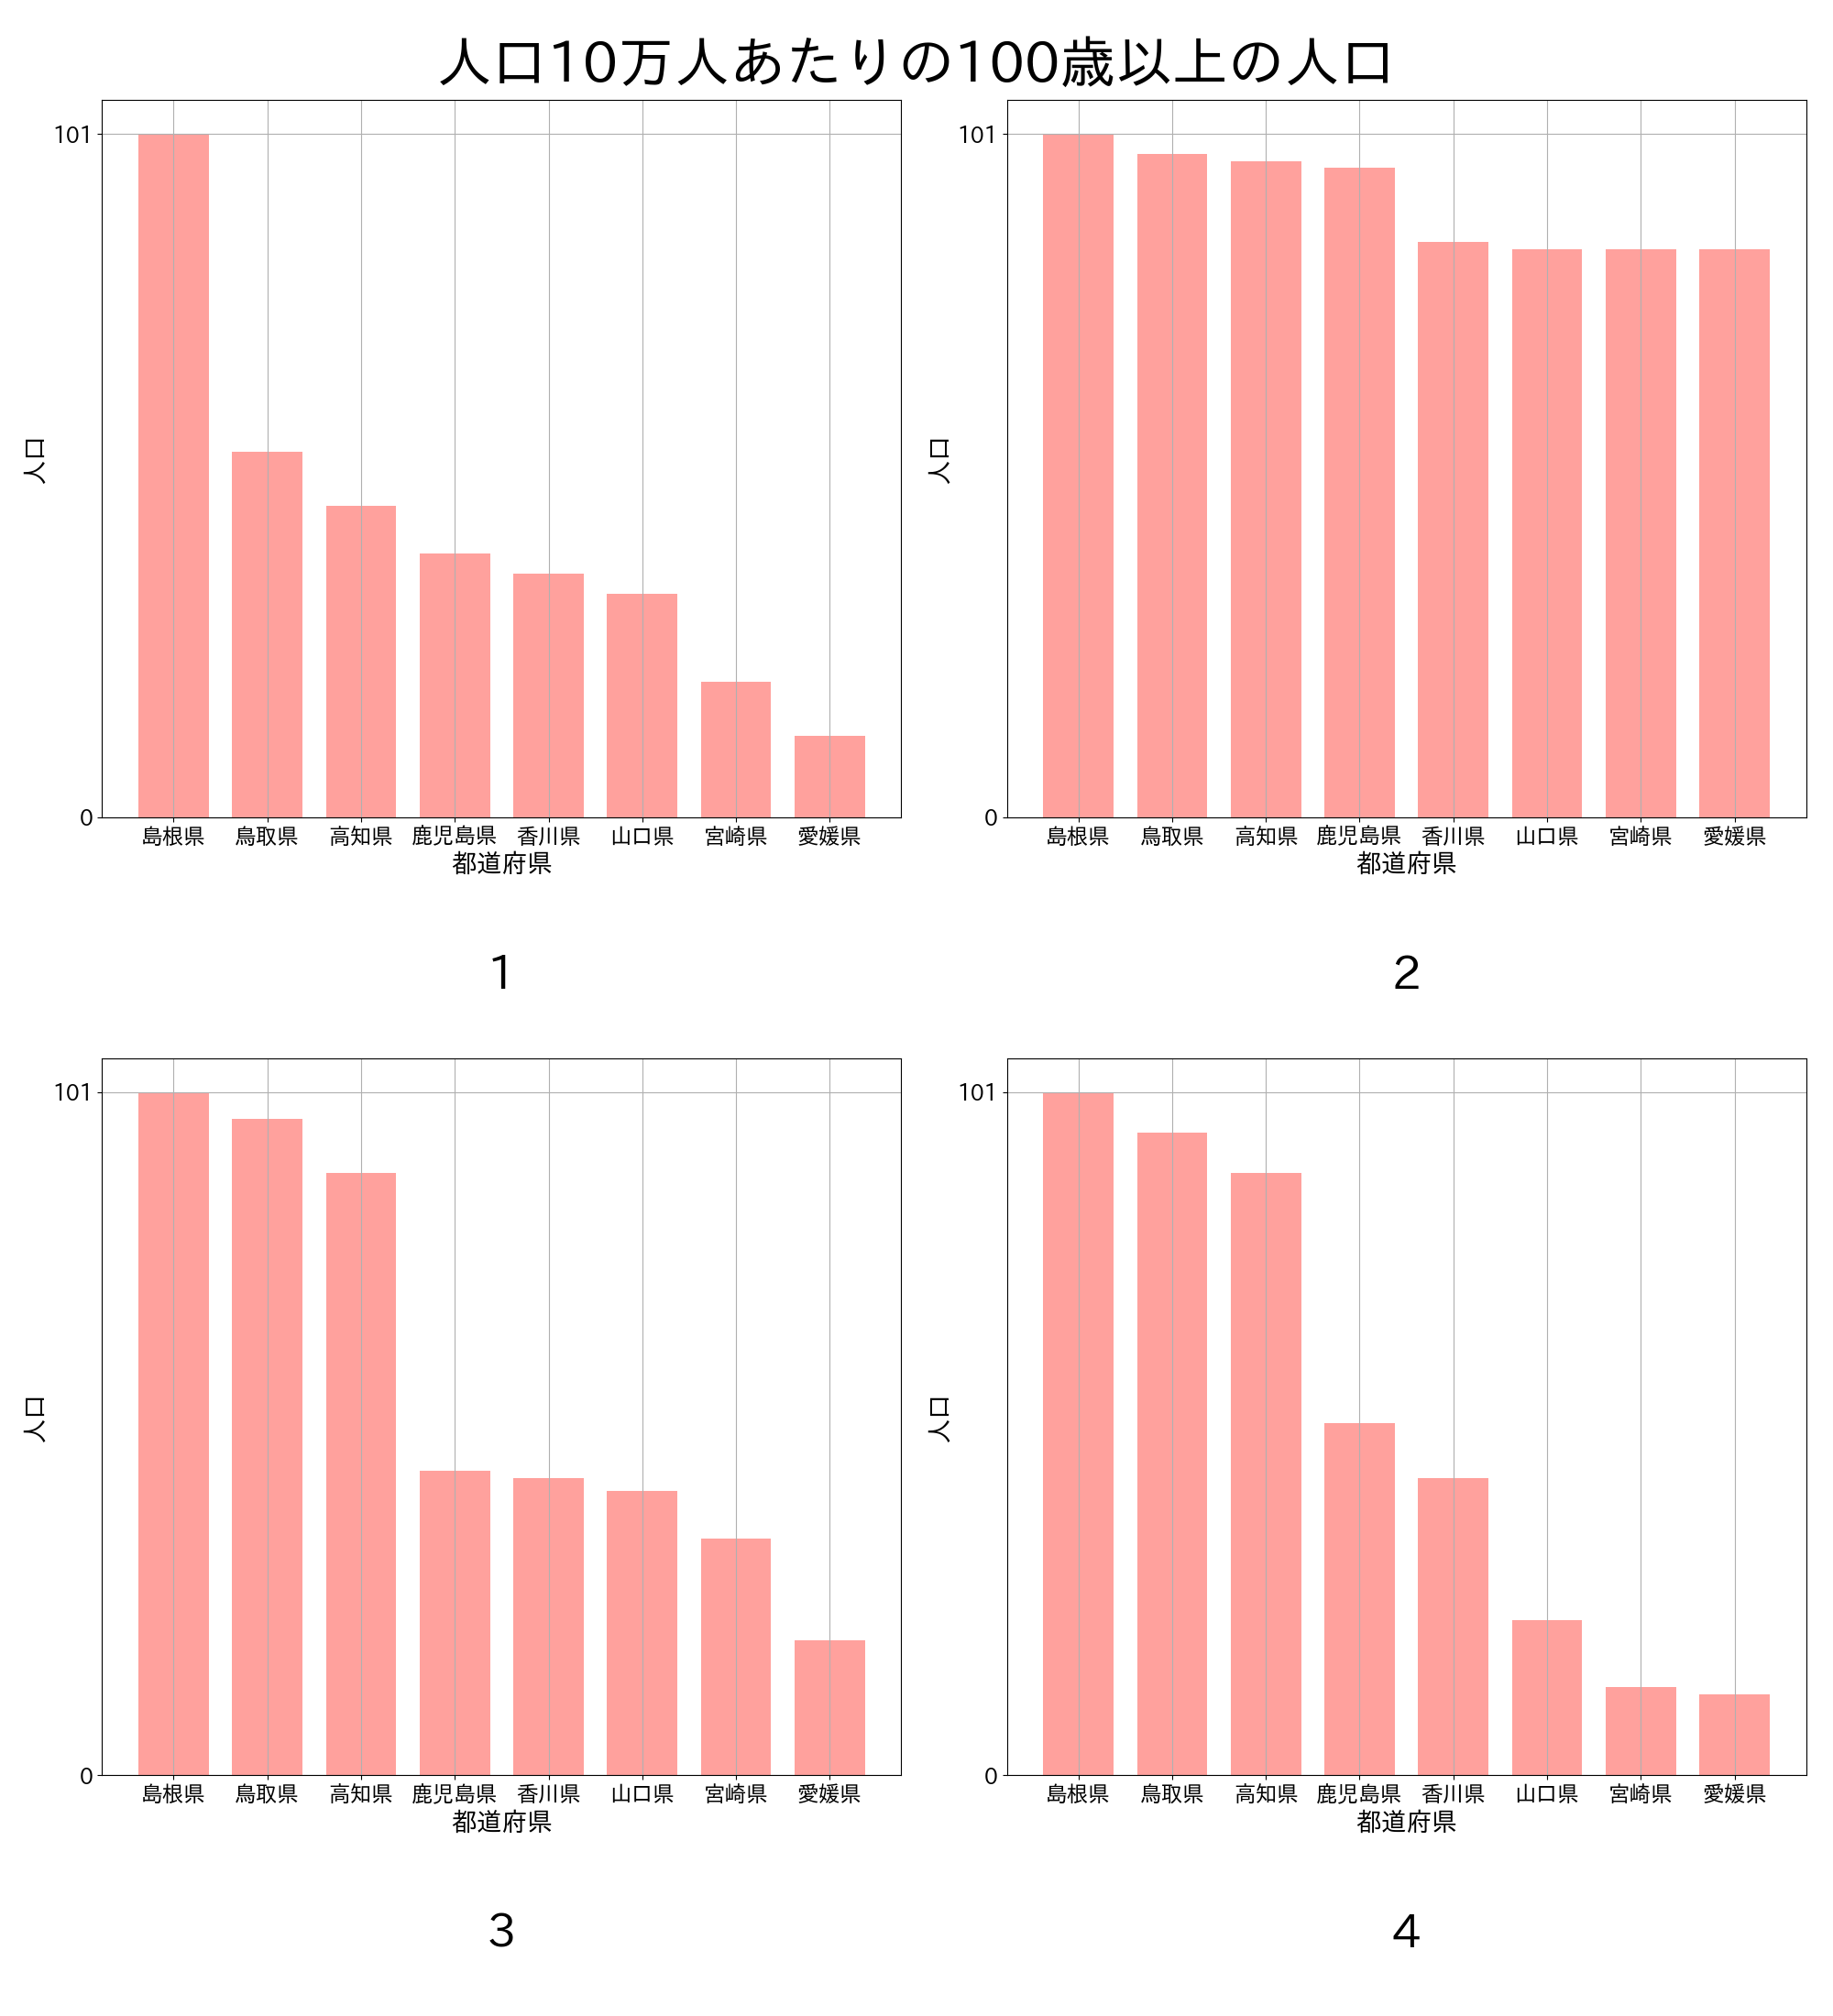 人口10万人あたりの100歳以上の人口
101
0
人口
島根県 鳥取県 高知県 鹿児島県 香川県 山口県 宮崎県 愛媛県
都道府県
1
101
0
人口
島根県 鳥取県 高知県 鹿児島県 香川県 山口県 宮崎県 愛媛県
都道府県
2
101
0
人口
島根県 鳥取県 高知県 鹿児島県 香川県 山口県 宮崎県 愛媛県
都道府県
3
101
0
人口
島根県 鳥取県 高知県 鹿児島県 香川県 山口県 宮崎県 愛媛県
都道府県
4